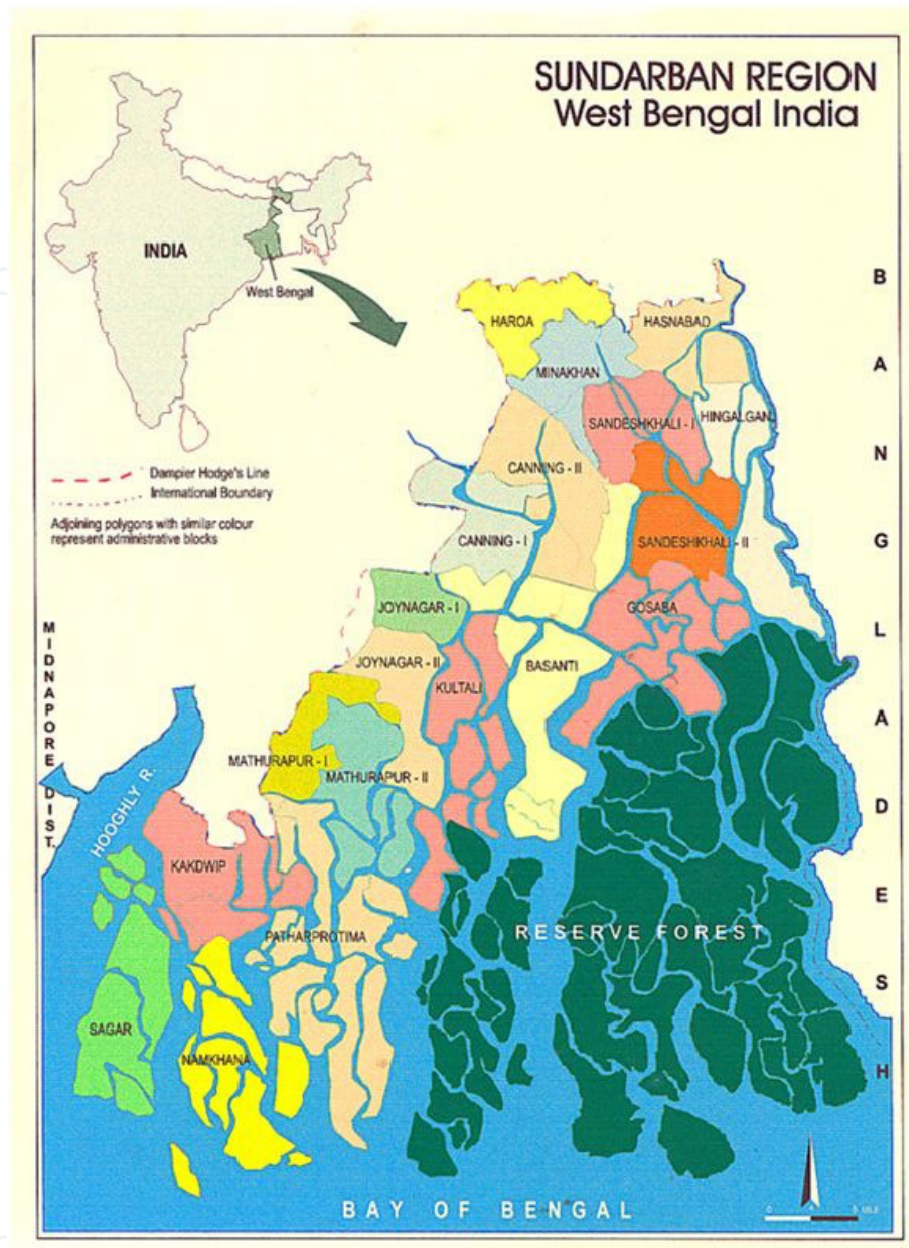 SUNDARBAN REGION
West Bengal India
INDIA
West Bengal
Dampier Hodge's Line
International Boundary
Adjoining polygons with similar colour
represent administrative blocks
HAROA
HASNABAD
MINAKHAN
SANDESHKHALI - I
HINGALGANJ
CANNING - II
CANNING - I
SANDESHKHALI - II
JOYNAGAR - I
GOSABA
JOYNAGAR - II
BASANTI
KULTALI
MATHURAPUR - I
MATHURAPUR - II
HOOGHLY R.
KAKDWIP
PATHARPROTIMA
RESERVE FOREST
SAGAR
NAMKHANA
BAY OF BENGAL
MIDNAPORE DIST.
BANGLADESH
0